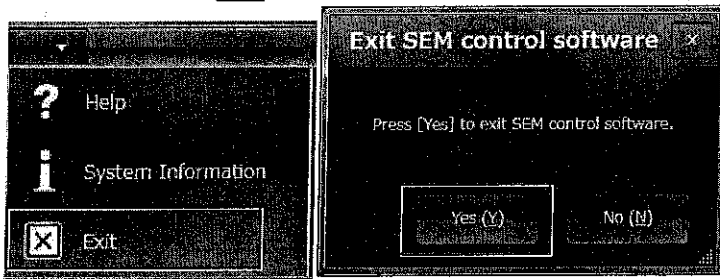 Help
System Information
Exit
Exit SEM control software
Press [Yes] to exit SEM control software.
Yes (Y)
No (N)